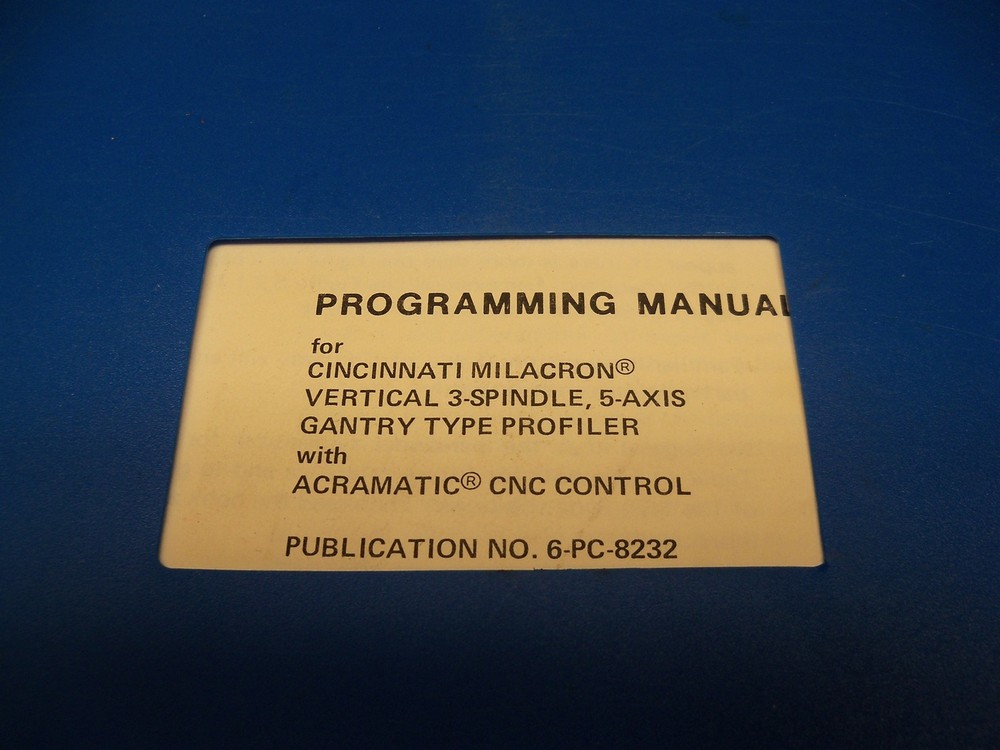 PROGRAMMING MANUAL
for
CINCINNATI MILACRON®
VERTICAL 3-SPINDLE, 5-AXIS
GANTRY TYPE PROFILER
with
ACRAMATIC® CNC CONTROL
PUBLICATION NO. 6-PC-8232